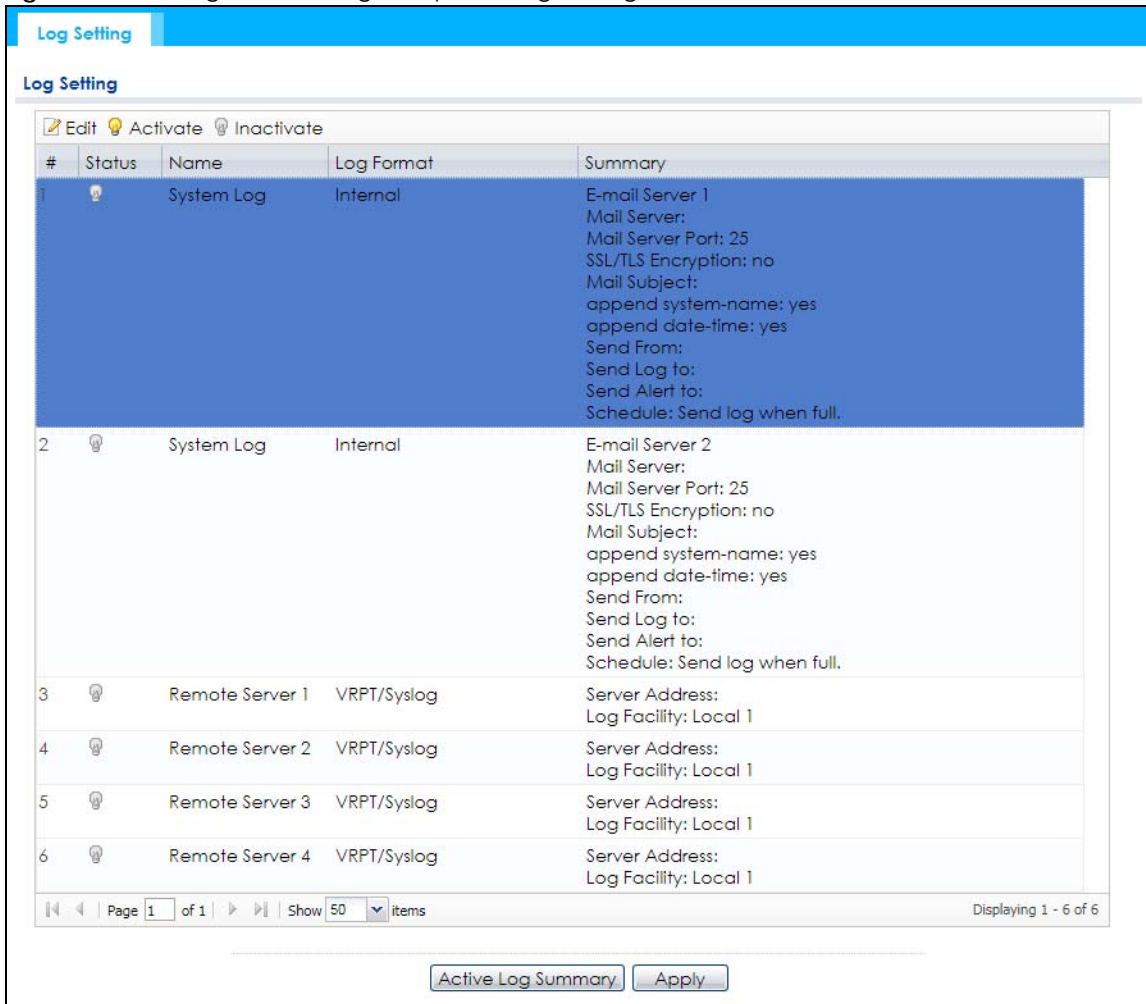 Log Setting
Log Setting
Edit Activate Inactivate
# Status Name Log Format Summary
1 System Log Internal E-mail Server 1
Mail Server:
Mail Server Port: 25
SSL/TLS Encryption: no
Mail Subject:
append system-name: yes
append date-time: yes
Send From:
Send Log to:
Send Alert to:
Schedule: Send log when full.
2 System Log Internal E-mail Server 2
Mail Server:
Mail Server Port: 25
SSL/TLS Encryption: no
Mail Subject:
append system-name: yes
append date-time: yes
Send From:
Send Log to:
Send Alert to:
Schedule: Send log when full.
3 Remote Server 1 VRPT/Syslog Server Address:
Log Facility: Local 1
4 Remote Server 2 VRPT/Syslog Server Address:
Log Facility: Local 1
5 Remote Server 3 VRPT/Syslog Server Address:
Log Facility: Local 1
6 Remote Server 4 VRPT/Syslog Server Address:
Log Facility: Local 1
Page 1 of 1 Show 50 items Displaying 1 - 6 of 6
Active Log Summary Apply